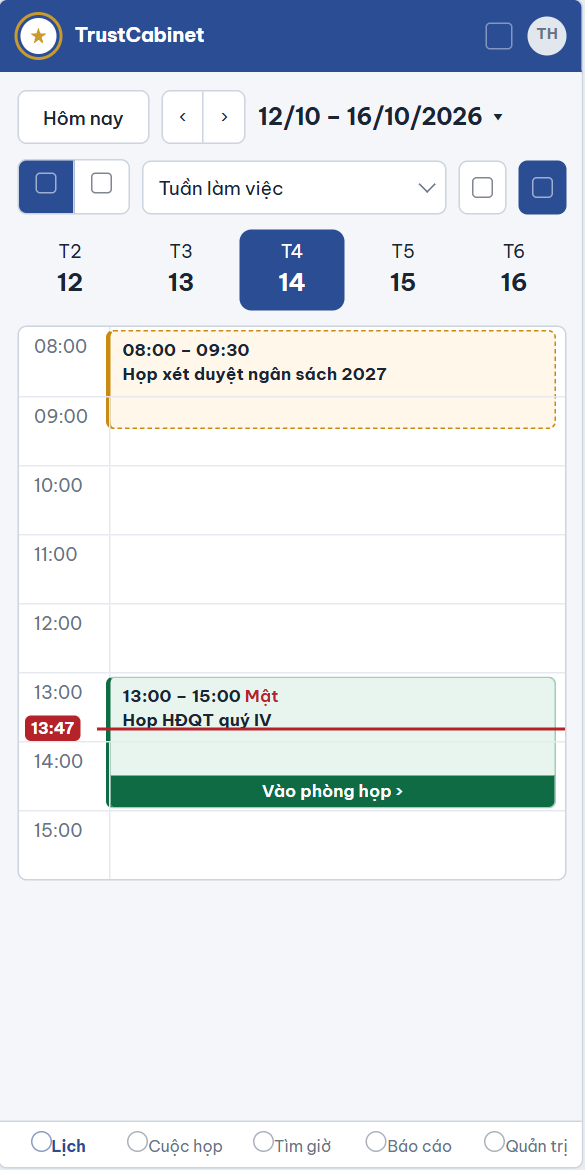 TrustCabinet
TH
Hôm nay
‹ › 12/10 – 16/10/2026
Tuần làm việc
T2 T3 T4 T5 T6
12 13 14 15 16
08:00
08:00 – 09:30
Họp xét duyệt ngân sách 2027
09:00
10:00
11:00
12:00
13:00
13:00 – 15:00 Mật
Họp HĐQT quý IV
13:47
14:00
Vào phòng họp ›
15:00
Lịch Cuộc họp Tìm giờ Báo cáo Quản trị